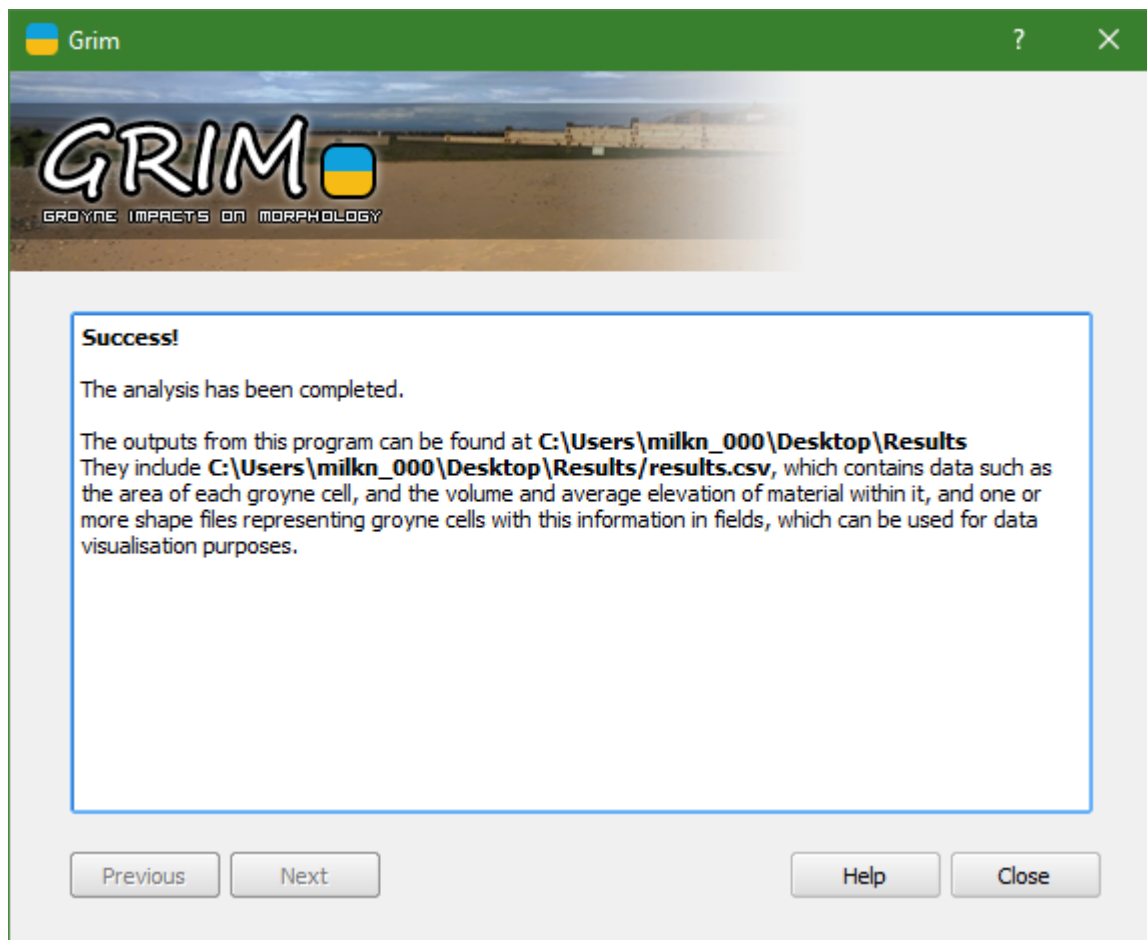 Grim
?
GRIM
GROYNE IMPACTS ON MORPHOLOGY
Success!
The analysis has been completed.
The outputs from this program can be found at C:\Users\milkn_000\Desktop\Results
They include C:\Users\milkn_000\Desktop\Results/results.csv, which contains data such as
the area of each groyne cell, and the volume and average elevation of material within it, and one or
more shape files representing groyne cells with this information in fields, which can be used for data
visualisation purposes.
Previous
Next
Help
Close